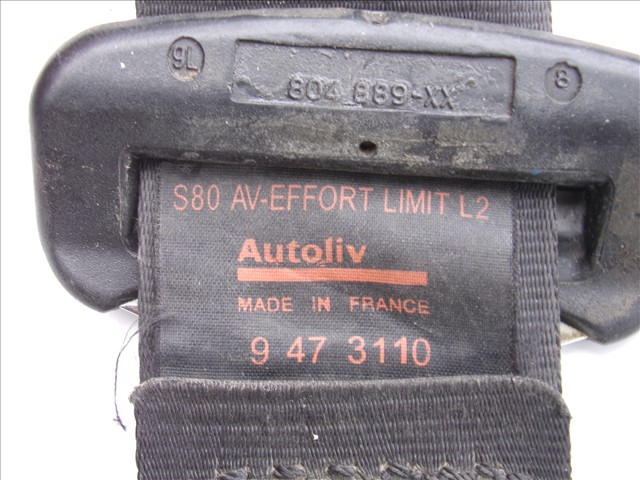 9L
804 889-XX
8
S80 AV-EFFORT LIMIT L2
Autoliv
MADE IN FRANCE
9 47 3110